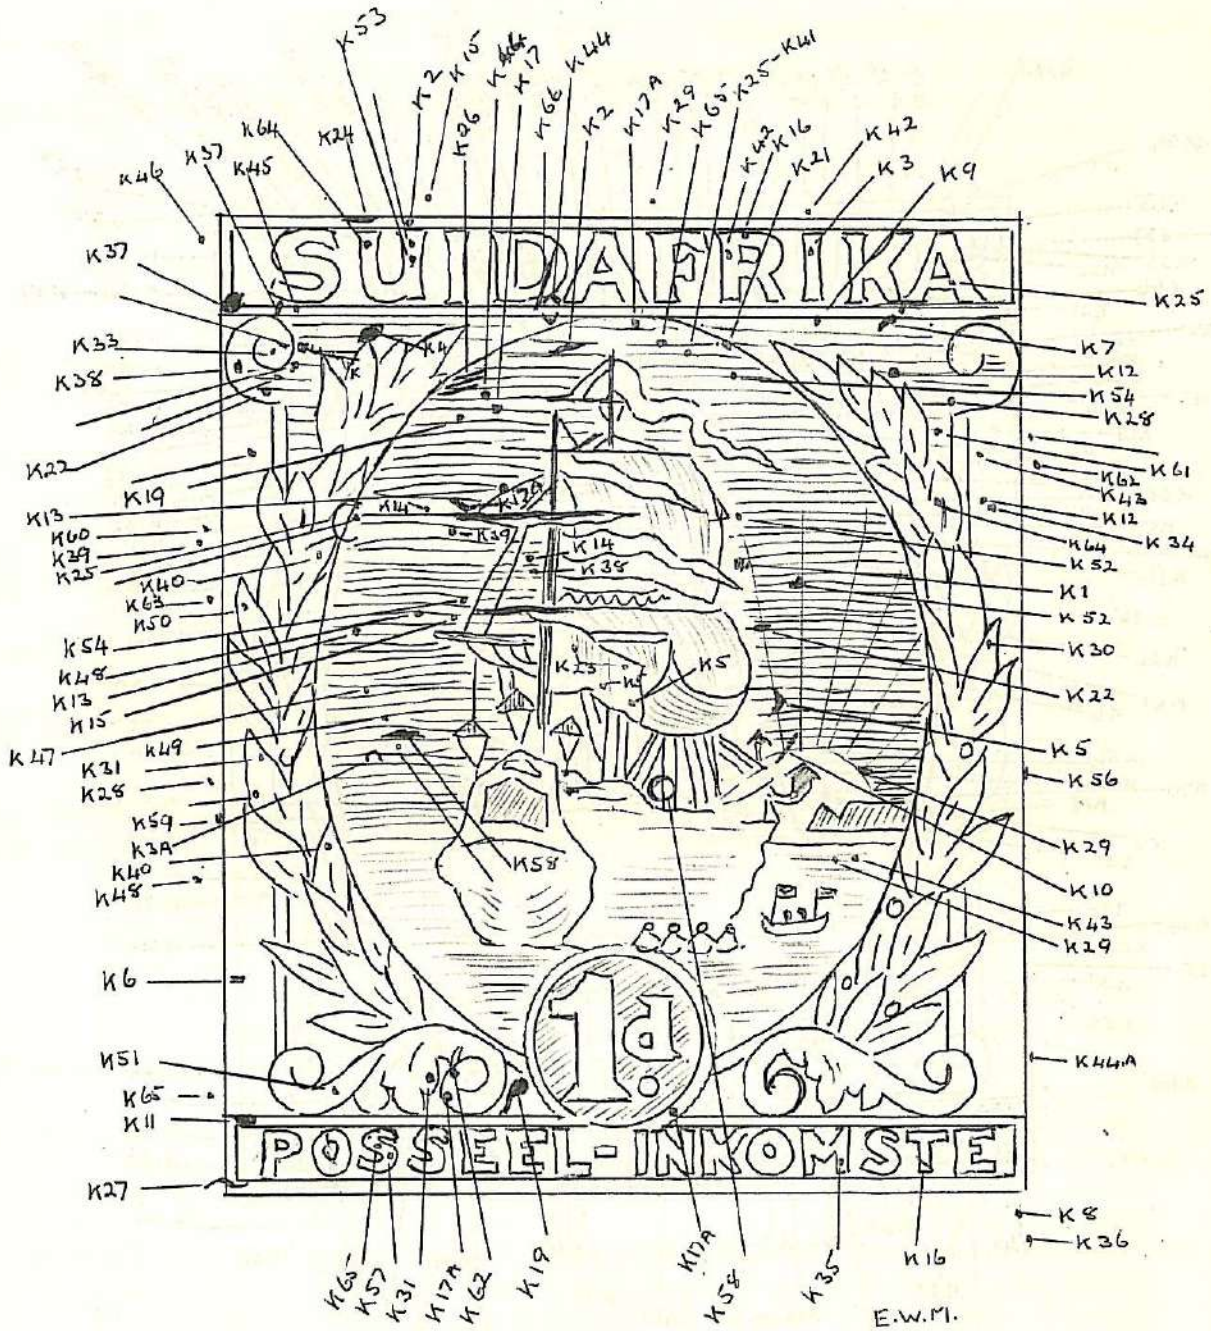 K53
K2
K15
K17
K44
K2
K17A
K29
K65
K25-K41
K66
K26
K64
K24
K42
K16
K21
K42
K3
K9
K37
K45
K46
SUIDAFRIKA
K37
K25
K33
K4
K7
K38
K12
K54
K28
K22
K19
K61
K62
K43
K12
K13
K14
K17A
K60
K39
K39
K25
K14
K38
K64
K34
K52
K40
K1
K63
K50
K52
K54
K30
K48
K13
K15
K23
K5
K22
K47
K49
K5
K31
K28
K56
K59
K3A
K40
K48
K58
K29
K10
K43
K29
K6
1d.
K51
K44A
K65
K11
POSSEEL-INKOMSTE
K27
K8
K36
K65
K57
K31
K17A
K62
K19
K17A
K58
K35
K16
E.W.M.